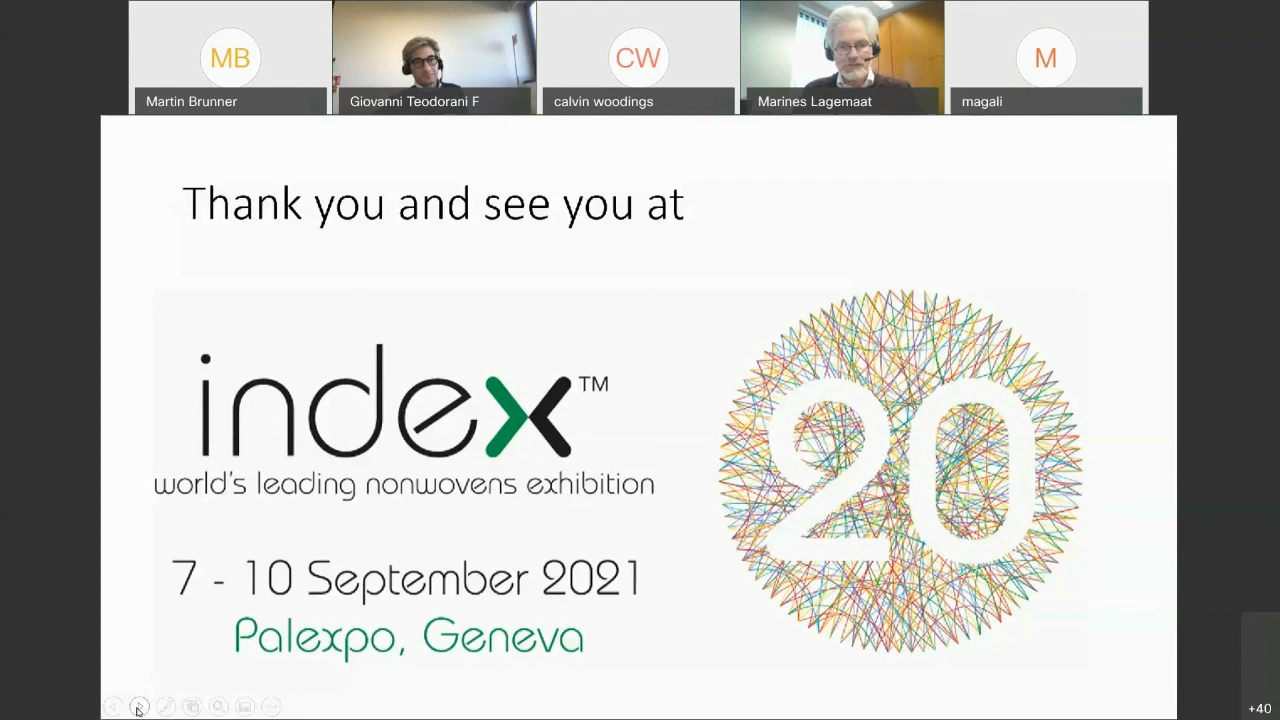 MB
CW
M
Martin Brunner
Giovanni Teodorani F
calvin woodings
Marines Lagemaat
magali
Thank you and see you at
index™
world's leading nonwovens exhibition
20
7 - 10 September 2021
Palexpo, Geneva
+40